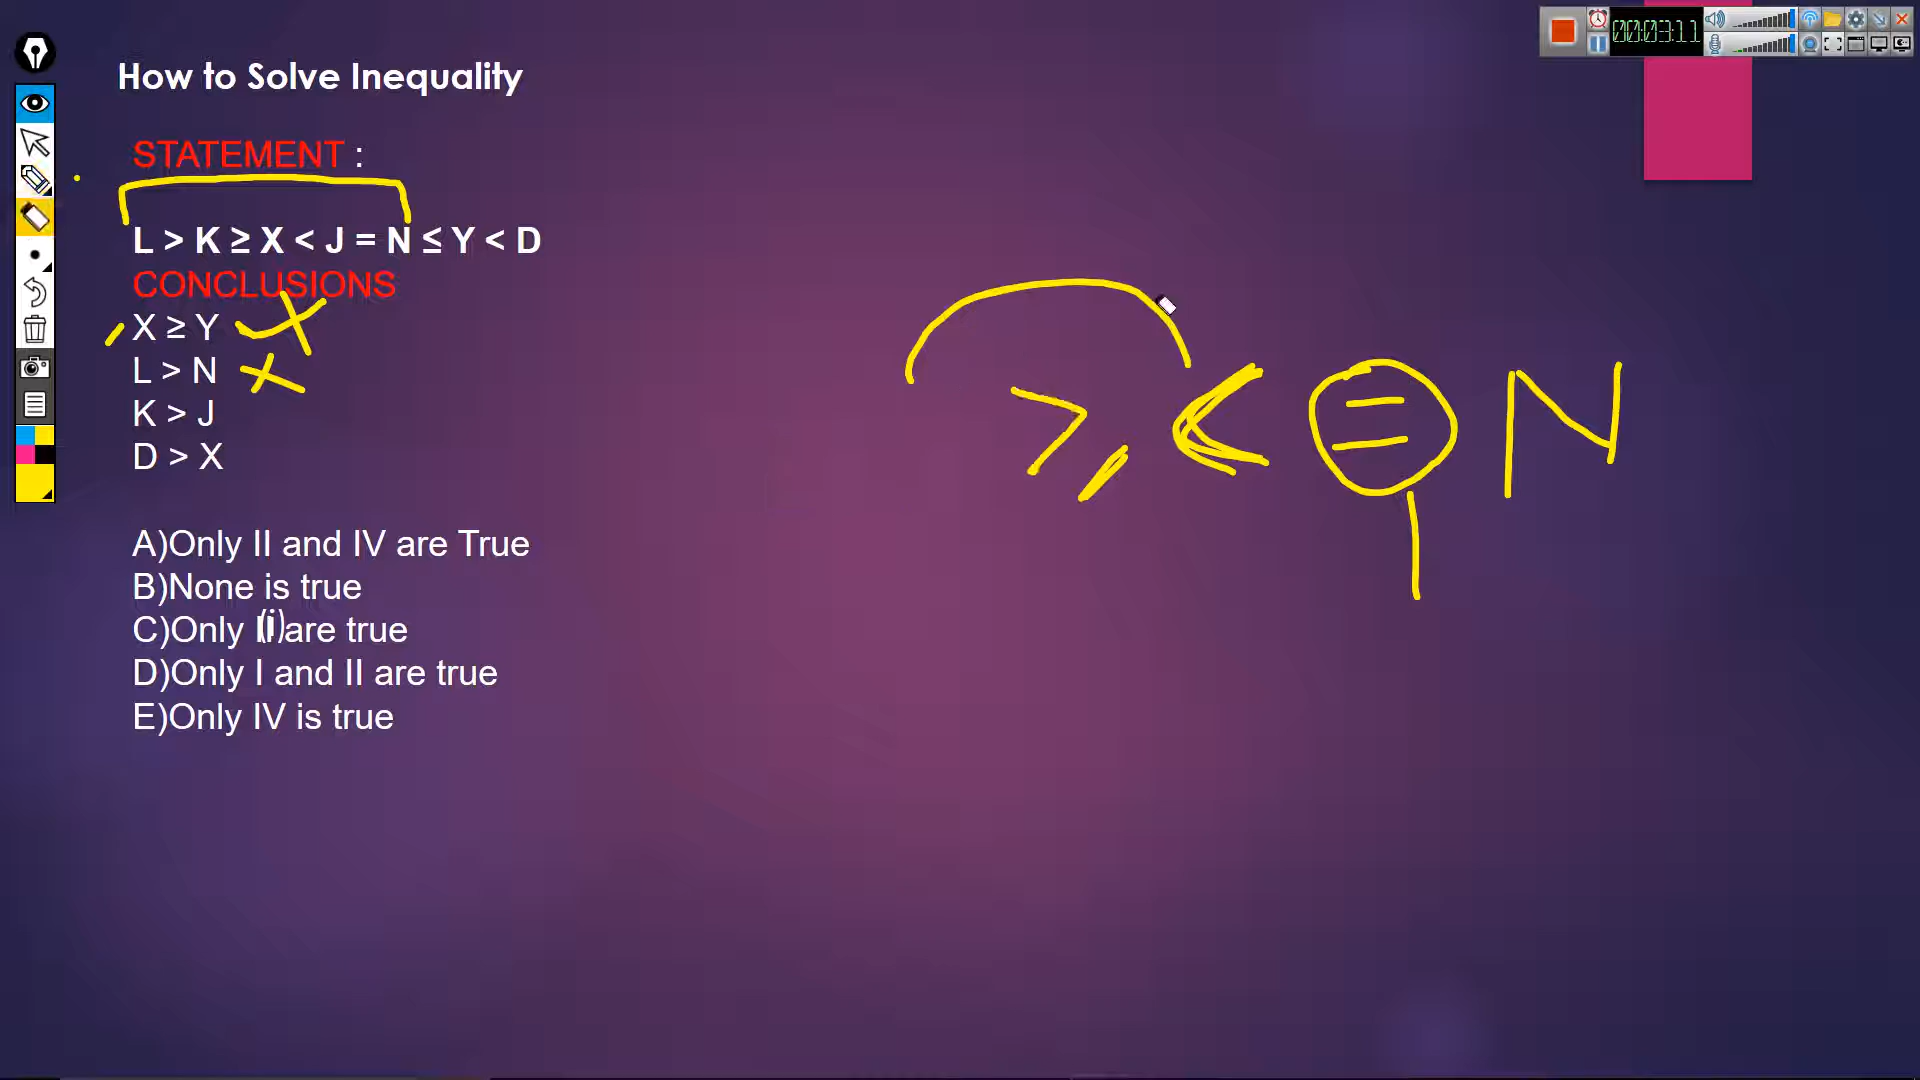 00:03:11
How to Solve Inequality
STATEMENT :
L > K ≥ X < J = N ≤ Y < D
CONCLUSIONS
X ≥ Y
L > N
K > J
D > X
> , < = N
A)Only II and IV are True
B)None is true
C)Only II are true
(i)
D)Only I and II are true
E)Only IV is true